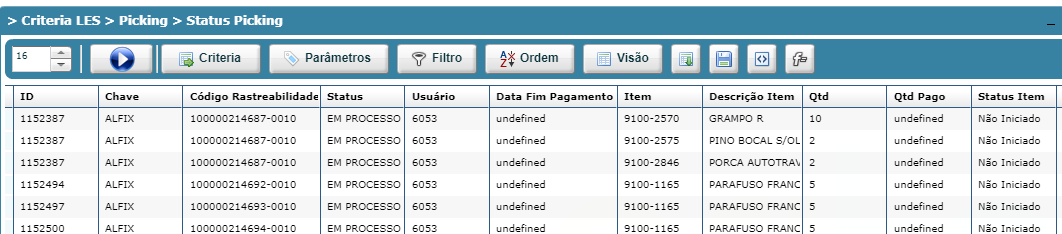 > Criteria LES > Picking > Status Picking
16 Criteria Parâmetros Filtro Ordem Visão
ID Chave Código Rastreabilidade Status Usuário Data Fim Pagamento Item Descrição Item Qtd Qtd Pago Status Item
1152387 ALFIX 100000214687-0010 EM PROCESSO 6053 undefined 9100-2570 GRAMPO R 10 undefined Não Iniciado
1152387 ALFIX 100000214687-0010 EM PROCESSO 6053 undefined 9100-2575 PINO BOCAL S/OL 2 undefined Não Iniciado
1152387 ALFIX 100000214687-0010 EM PROCESSO 6053 undefined 9100-2846 PORCA AUTOTRAV 2 undefined Não Iniciado
1152494 ALFIX 100000214692-0010 EM PROCESSO 6053 undefined 9100-1165 PARAFUSO FRANC 5 undefined Não Iniciado
1152497 ALFIX 100000214693-0010 EM PROCESSO 6053 undefined 9100-1165 PARAFUSO FRANC 5 undefined Não Iniciado
1152500 ALFIX 100000214694-0010 EM PROCESSO 6053 undefined 9100-1165 PARAFUSO FRANC 5 undefined Não Iniciado